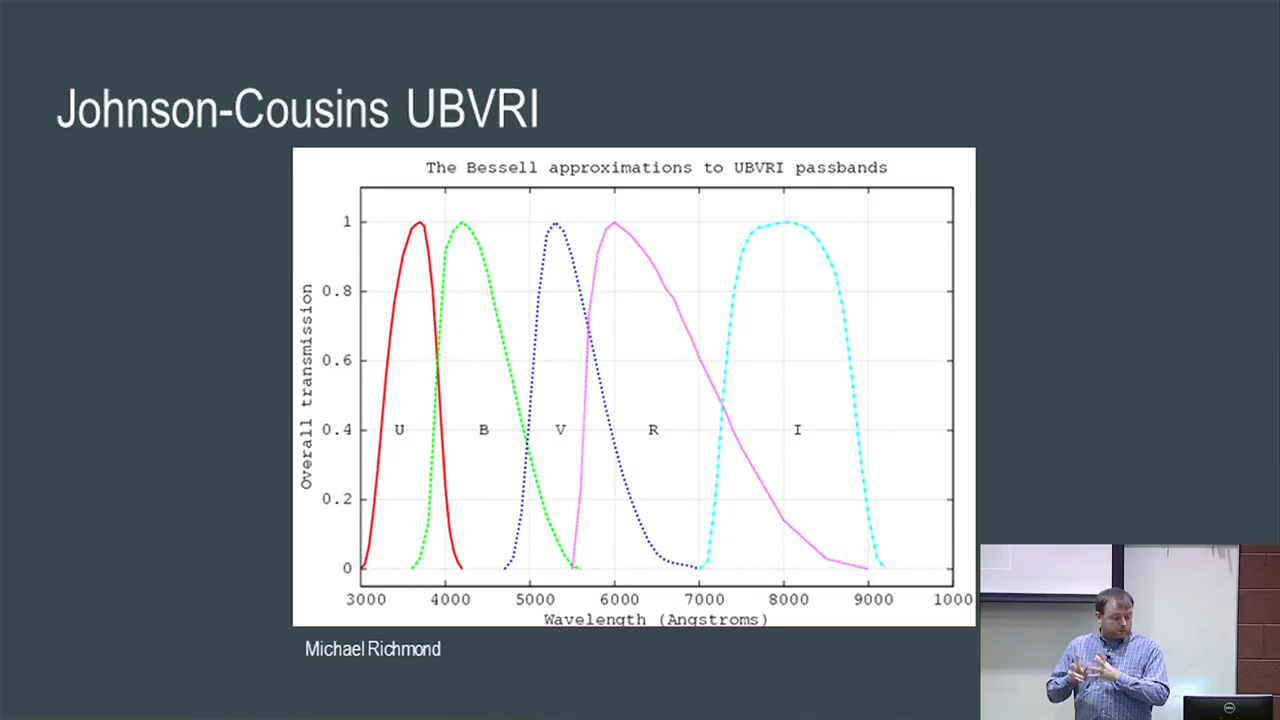 Johnson-Cousins UBVRI
The Bessell approximations to UBVRI passbands
Overall transmission
1
0.8
0.6
0.4
0.2
0
U B V R I
3000 4000 5000 6000 7000 8000 9000 1000
Wavelength (Angstroms)
Michael Richmond
DELL